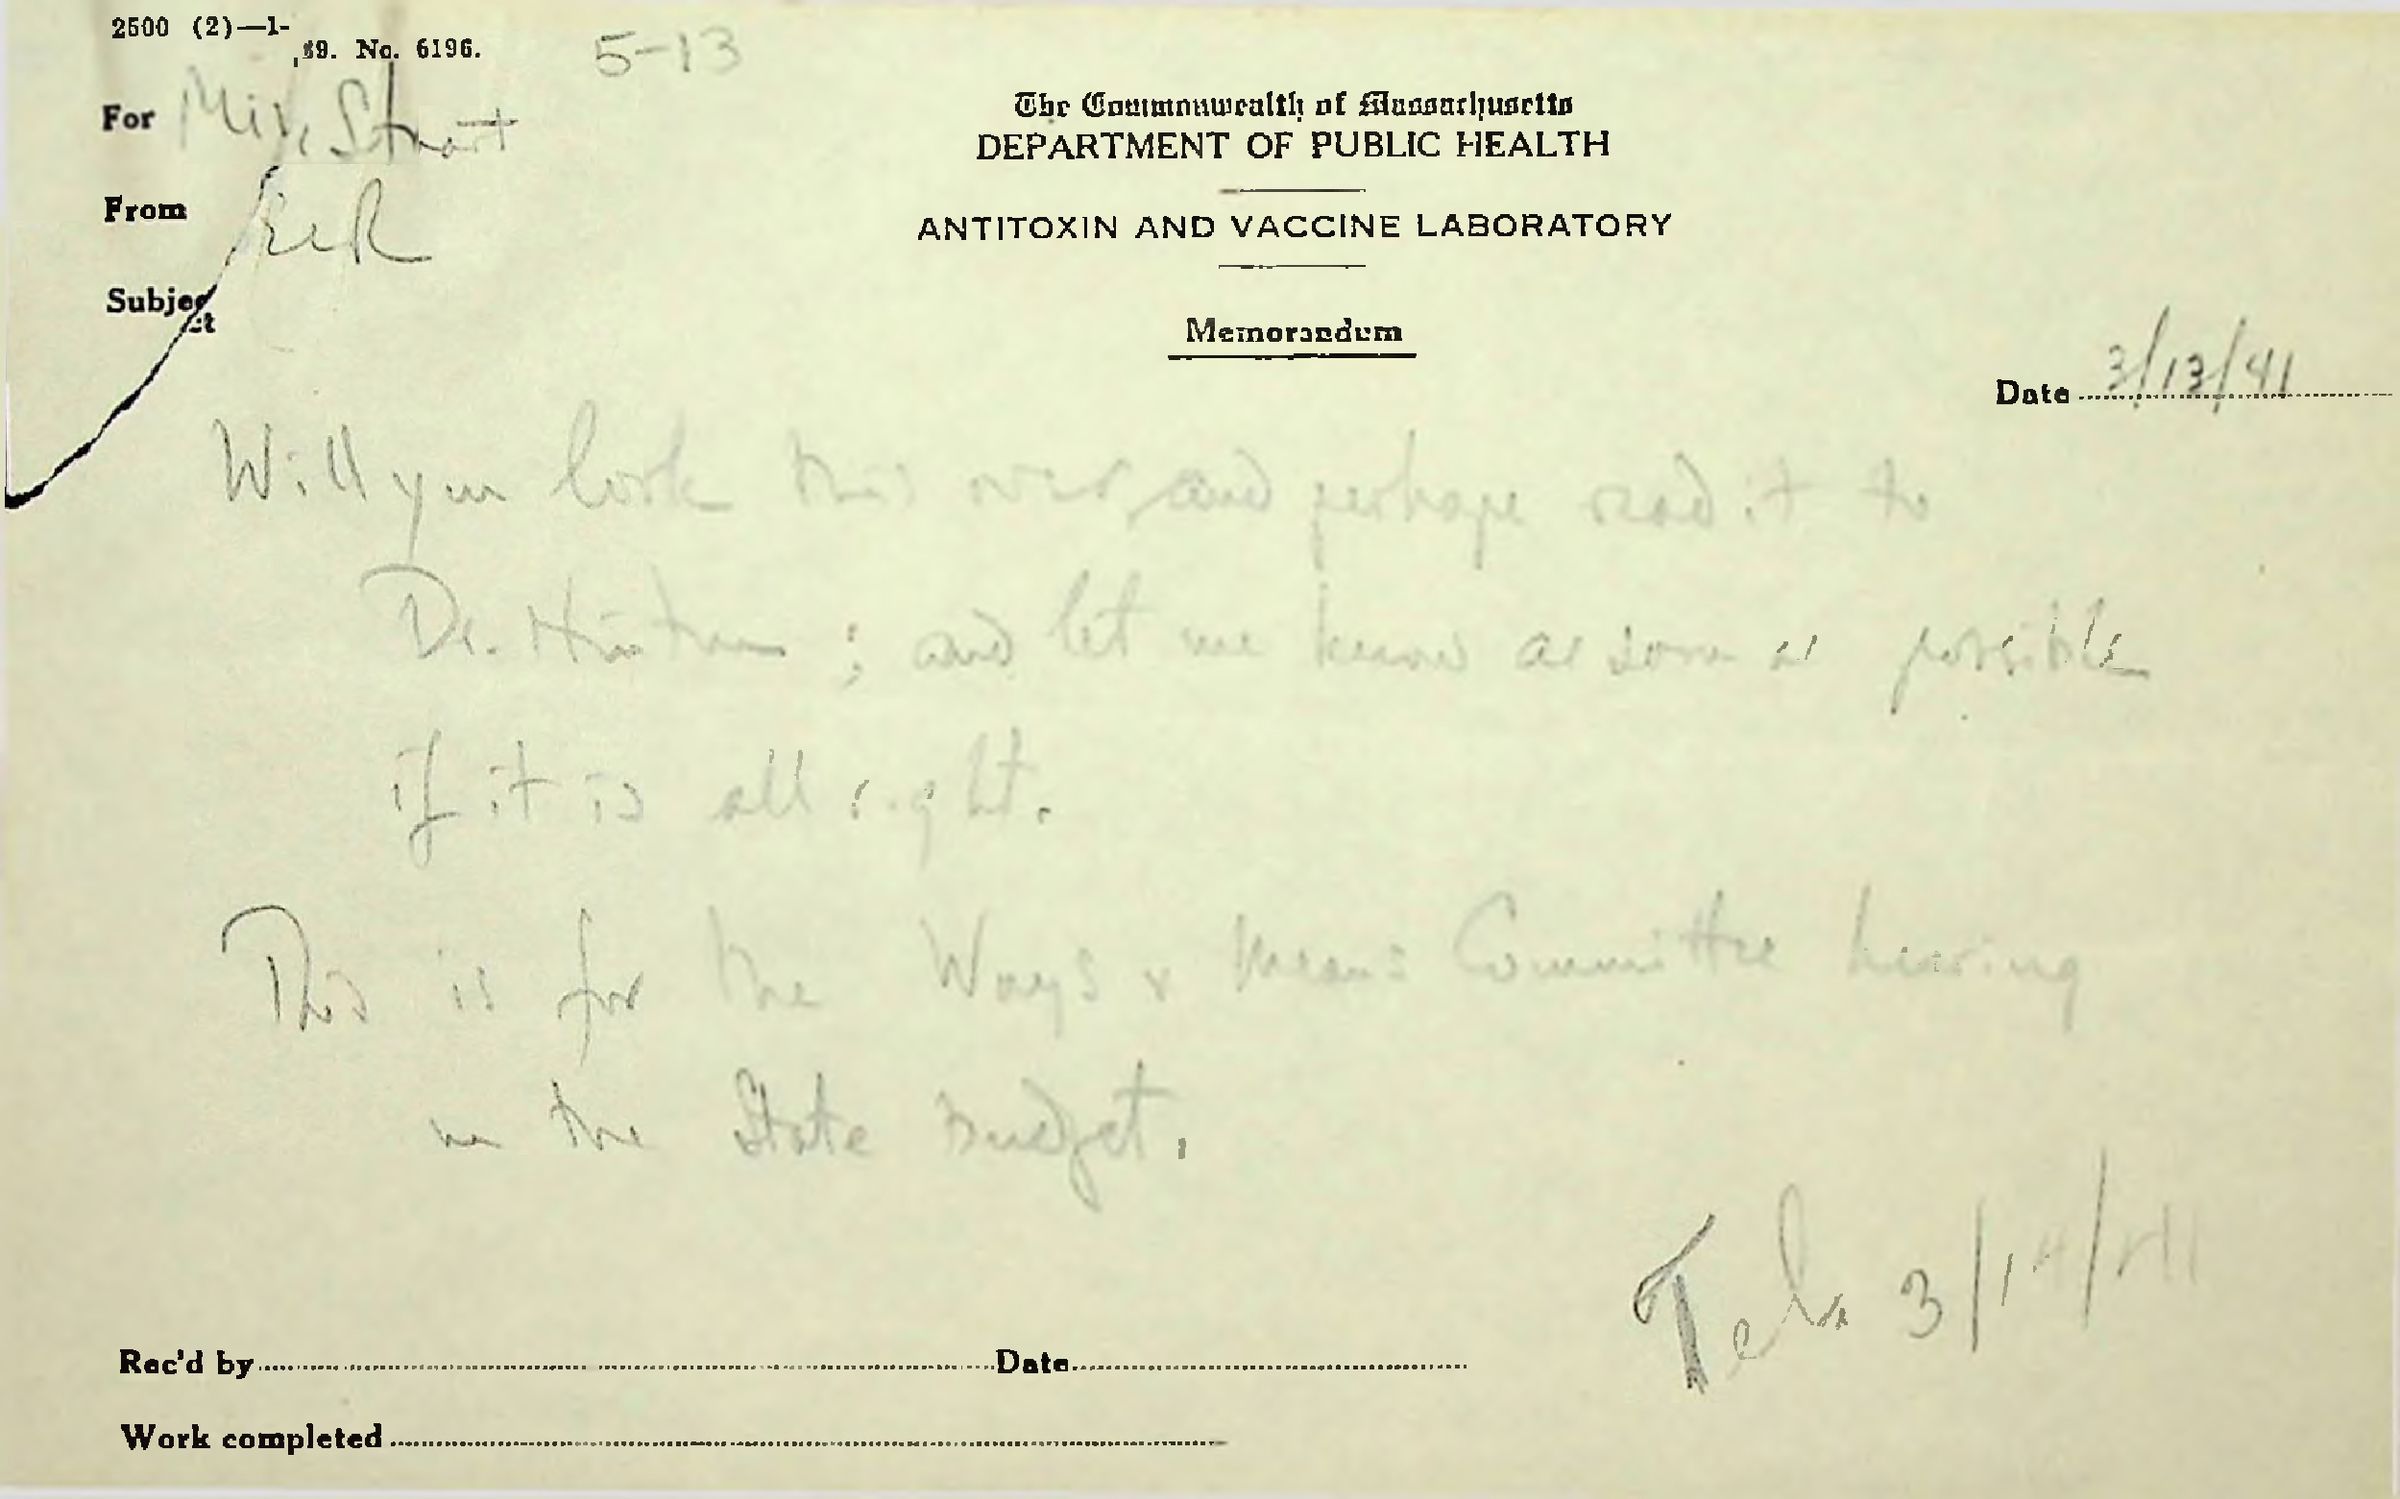 2500 (2)—1-
39. No. 6196.
5-13
For Miss Stuart
The Commonwealth of Massachusetts
DEPARTMENT OF PUBLIC HEALTH
From
ANTITOXIN AND VACCINE LABORATORY
Subject
Memorandum
Date 3/13/41
Will you look this over and perhaps read it to
Dr. Hinton ; and let me know as soon as possible
if it is all right.
This is for the Ways & Means Committee hearing
on the State Budget.
Tel. 3/14/41
Rec'd by Date
Work completed